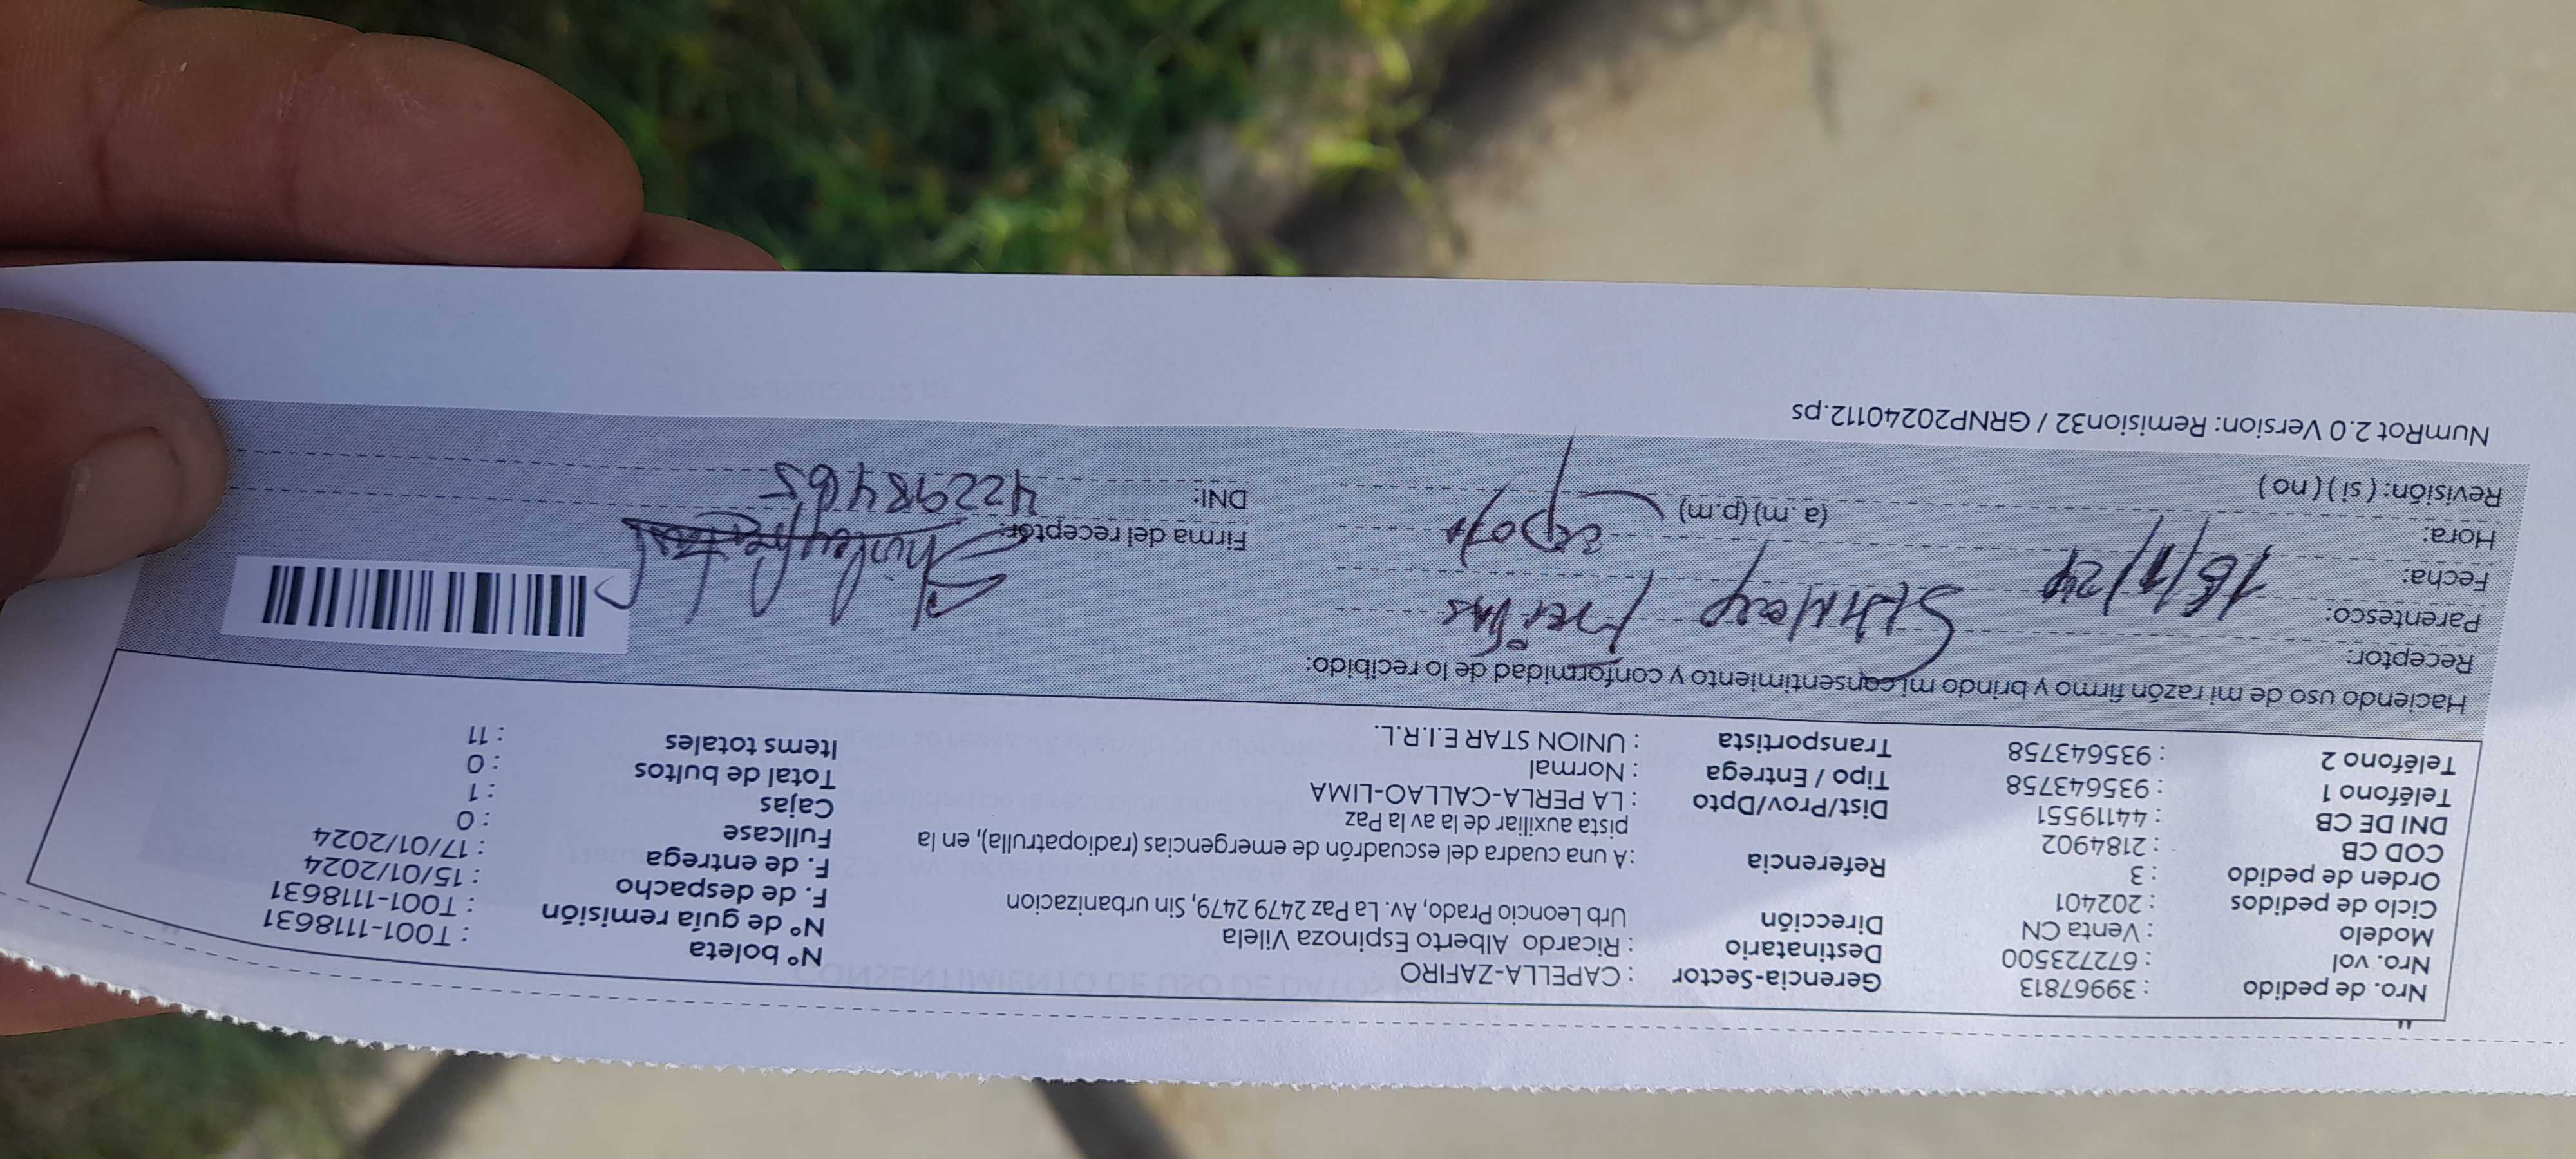 Nro. de pedido : 39967813 Gerencia-Sector : CAPELLA-ZAFIRO Nº boleta : T001-1118631
Nro. vol : 672723500 Destinatario : Ricardo Alberto Espinoza Vilela Nº de guía remisión : T001-1118631
Modelo : Venta CN Dirección Urb Leoncio Prado, Av. La Paz 2479 2479, Sin urbanizacion F. de despacho : 15/01/2024
Ciclo de pedidos : 202401 F. de entrega : 17/01/2024
Orden de pedido : 3 Referencia : A una cuadra del escuadrón de emergencias (radiopatrulla), en la Fullcase : 0
COD CB : 2184902 pista auxiliar de la av la Paz Cajas : 1
DNI DE CB : 44119551 Dist/Prov/Dpto : LA PERLA-CALLAO-LIMA Total de bultos : 0
Teléfono 1 : 935643758 Tipo / Entrega : Normal Items totales : 11
Teléfono 2 : 935643758 Transportista : UNION STAR E.I.R.L.
Haciendo uso de mi razón firmo y brindo mi consentimiento y conformidad de lo recibido:
Receptor:
Parentesco:
Fecha: 16/1/24
Hora: (a.m) (p.m) Firma del receptor:
Revisión: ( si ) ( no ) DNI: 42298465
NumRot 2.0 Version: Remision32 / GRNP20240112.ps